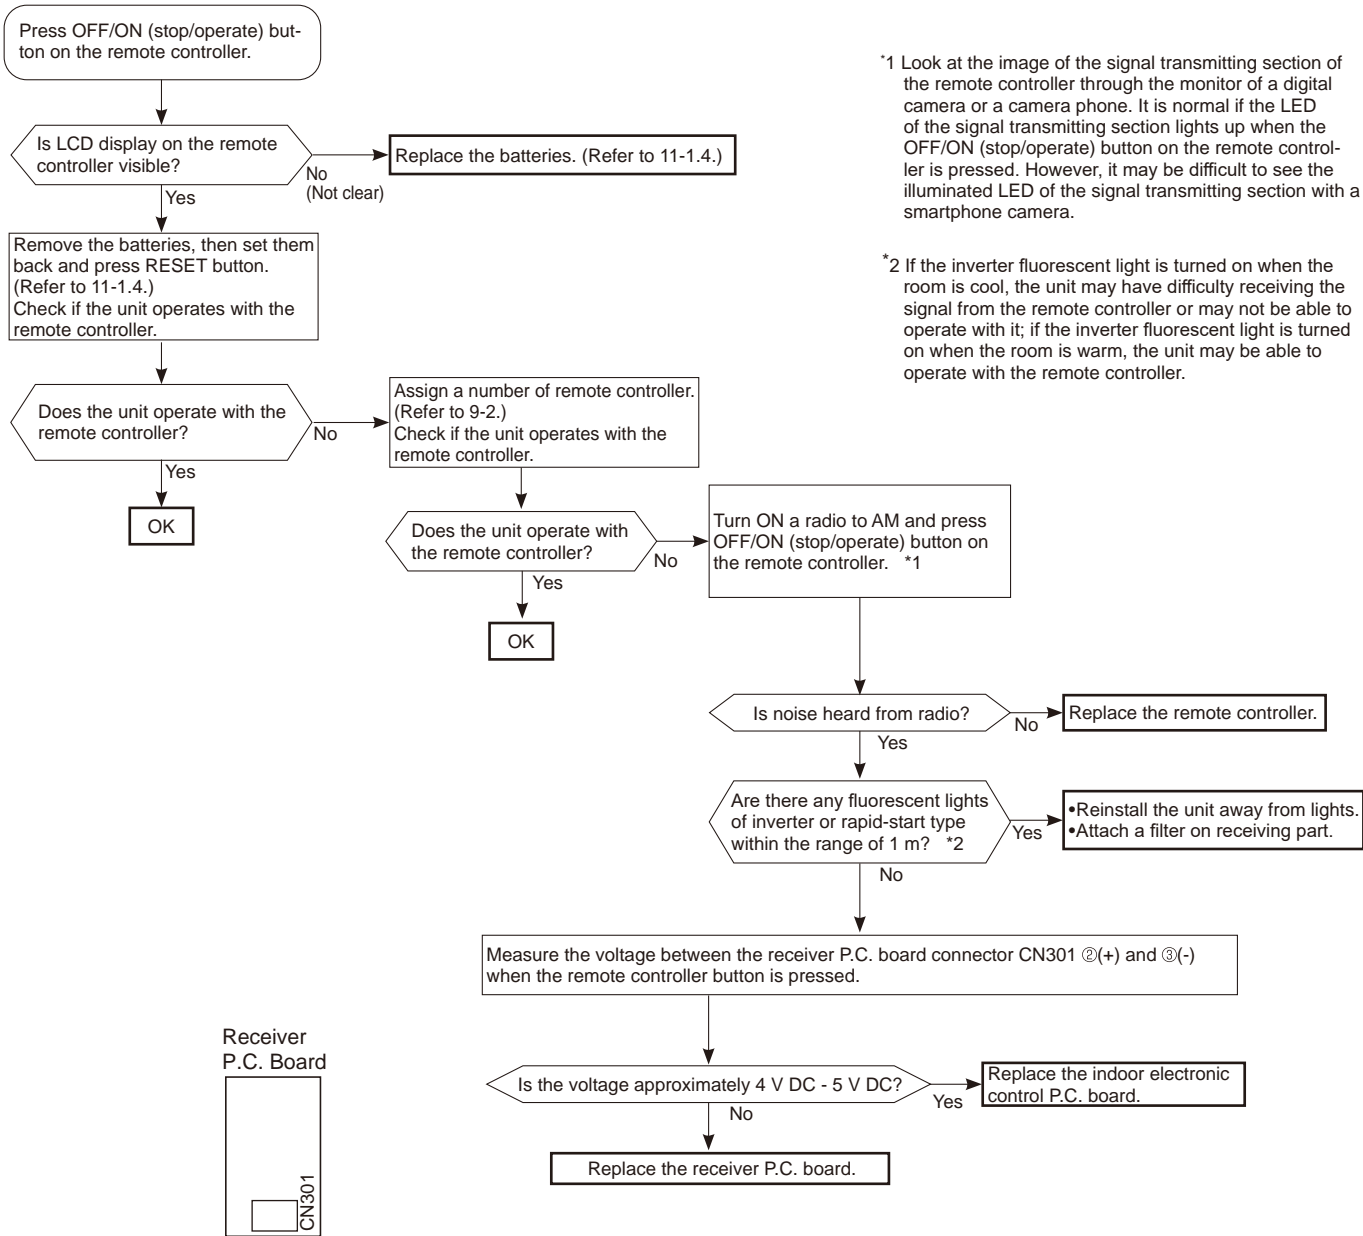 Press OFF/ON (stop/operate) but-
ton on the remote controller.
Is LCD display on the remote
controller visible?
No
(Not clear)
Replace the batteries. (Refer to 11-1.4.)
Yes
Remove the batteries, then set them
back and press RESET button.
(Refer to 11-1.4.)
Check if the unit operates with the
remote controller.
Does the unit operate with the
remote controller?
No
Yes
OK
Assign a number of remote controller.
(Refer to 9-2.)
Check if the unit operates with the
remote controller.
Does the unit operate with
the remote controller?
No
Yes
OK
Turn ON a radio to AM and press
OFF/ON (stop/operate) button on
the remote controller. *1
Is noise heard from radio?
No
Replace the remote controller.
Yes
Are there any fluorescent lights
of inverter or rapid-start type
within the range of 1 m? *2
Yes
•Reinstall the unit away from lights.
•Attach a filter on receiving part.
No
Measure the voltage between the receiver P.C. board connector CN301 ②(+) and ③(-)
when the remote controller button is pressed.
Is the voltage approximately 4 V DC - 5 V DC?
Yes
Replace the indoor electronic
control P.C. board.
No
Replace the receiver P.C. board.
Receiver
P.C. Board
CN301
*1 Look at the image of the signal transmitting section of
the remote controller through the monitor of a digital
camera or a camera phone. It is normal if the LED
of the signal transmitting section lights up when the
OFF/ON (stop/operate) button on the remote control-
ler is pressed. However, it may be difficult to see the
illuminated LED of the signal transmitting section with a
smartphone camera.
*2 If the inverter fluorescent light is turned on when the
room is cool, the unit may have difficulty receiving the
signal from the remote controller or may not be able to
operate with it; if the inverter fluorescent light is turned
on when the room is warm, the unit may be able to
operate with the remote controller.